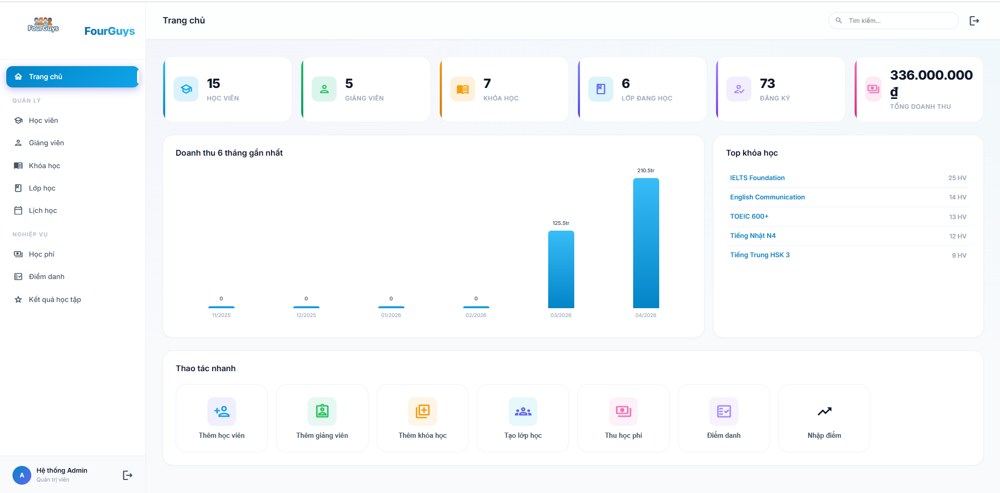 FourGuys
FourGuys
Trang chủ
QUẢN LÝ
Học viên
Giảng viên
Khóa học
Lớp học
Lịch học
NGHIỆP VỤ
Học phí
Điểm danh
Kết quả học tập
A
Hệ thống Admin
Quản trị viên
Trang chủ
Tìm kiếm...
15
HỌC VIÊN
5
GIẢNG VIÊN
7
KHÓA HỌC
6
LỚP ĐANG HỌC
73
ĐĂNG KÝ
336.000.000
₫
TỔNG DOANH THU
Doanh thu 6 tháng gần nhất
0
11/2025
0
12/2025
0
01/2026
0
02/2026
125.5tr
03/2026
210.5tr
04/2026
Top khóa học
IELTS Foundation 25 HV
English Communication 14 HV
TOEIC 600+ 13 HV
Tiếng Nhật N4 12 HV
Tiếng Trung HSK 3 9 HV
Thao tác nhanh
Thêm học viên
Thêm giảng viên
Thêm khóa học
Tạo lớp học
Thu học phí
Điểm danh
Nhập điểm